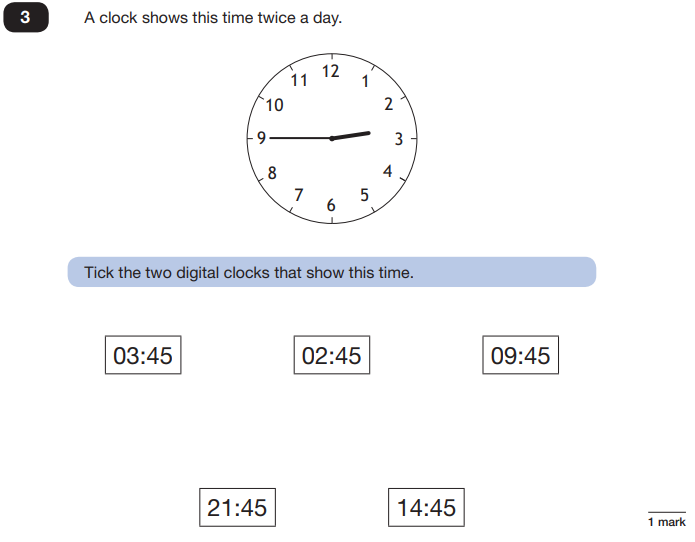 3 A clock shows this time twice a day.
12
11 1
10 2
9 3
8 4
7 5
6
Tick the two digital clocks that show this time.
03:45 02:45 09:45
21:45 14:45
1 mark